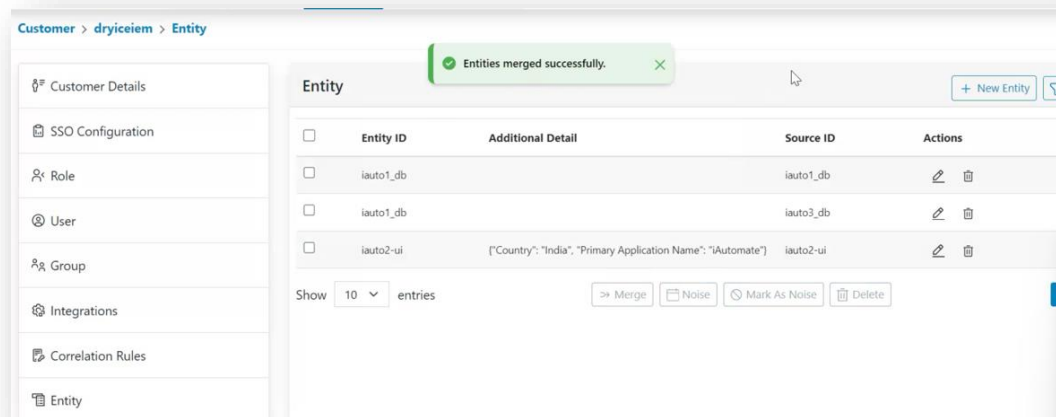 Customer > dryiceiem > Entity
Entities merged successfully.
Customer Details
SSO Configuration
Role
User
Group
Integrations
Correlation Rules
Entity
Entity
+ New Entity
Entity ID Additional Detail Source ID Actions
iauto1_db iauto1_db
iauto1_db iauto3_db
iauto2-ui {"Country": "India", "Primary Application Name": "iAutomate"} iauto2-ui
Show 10 entries Merge Noise Mark As Noise Delete